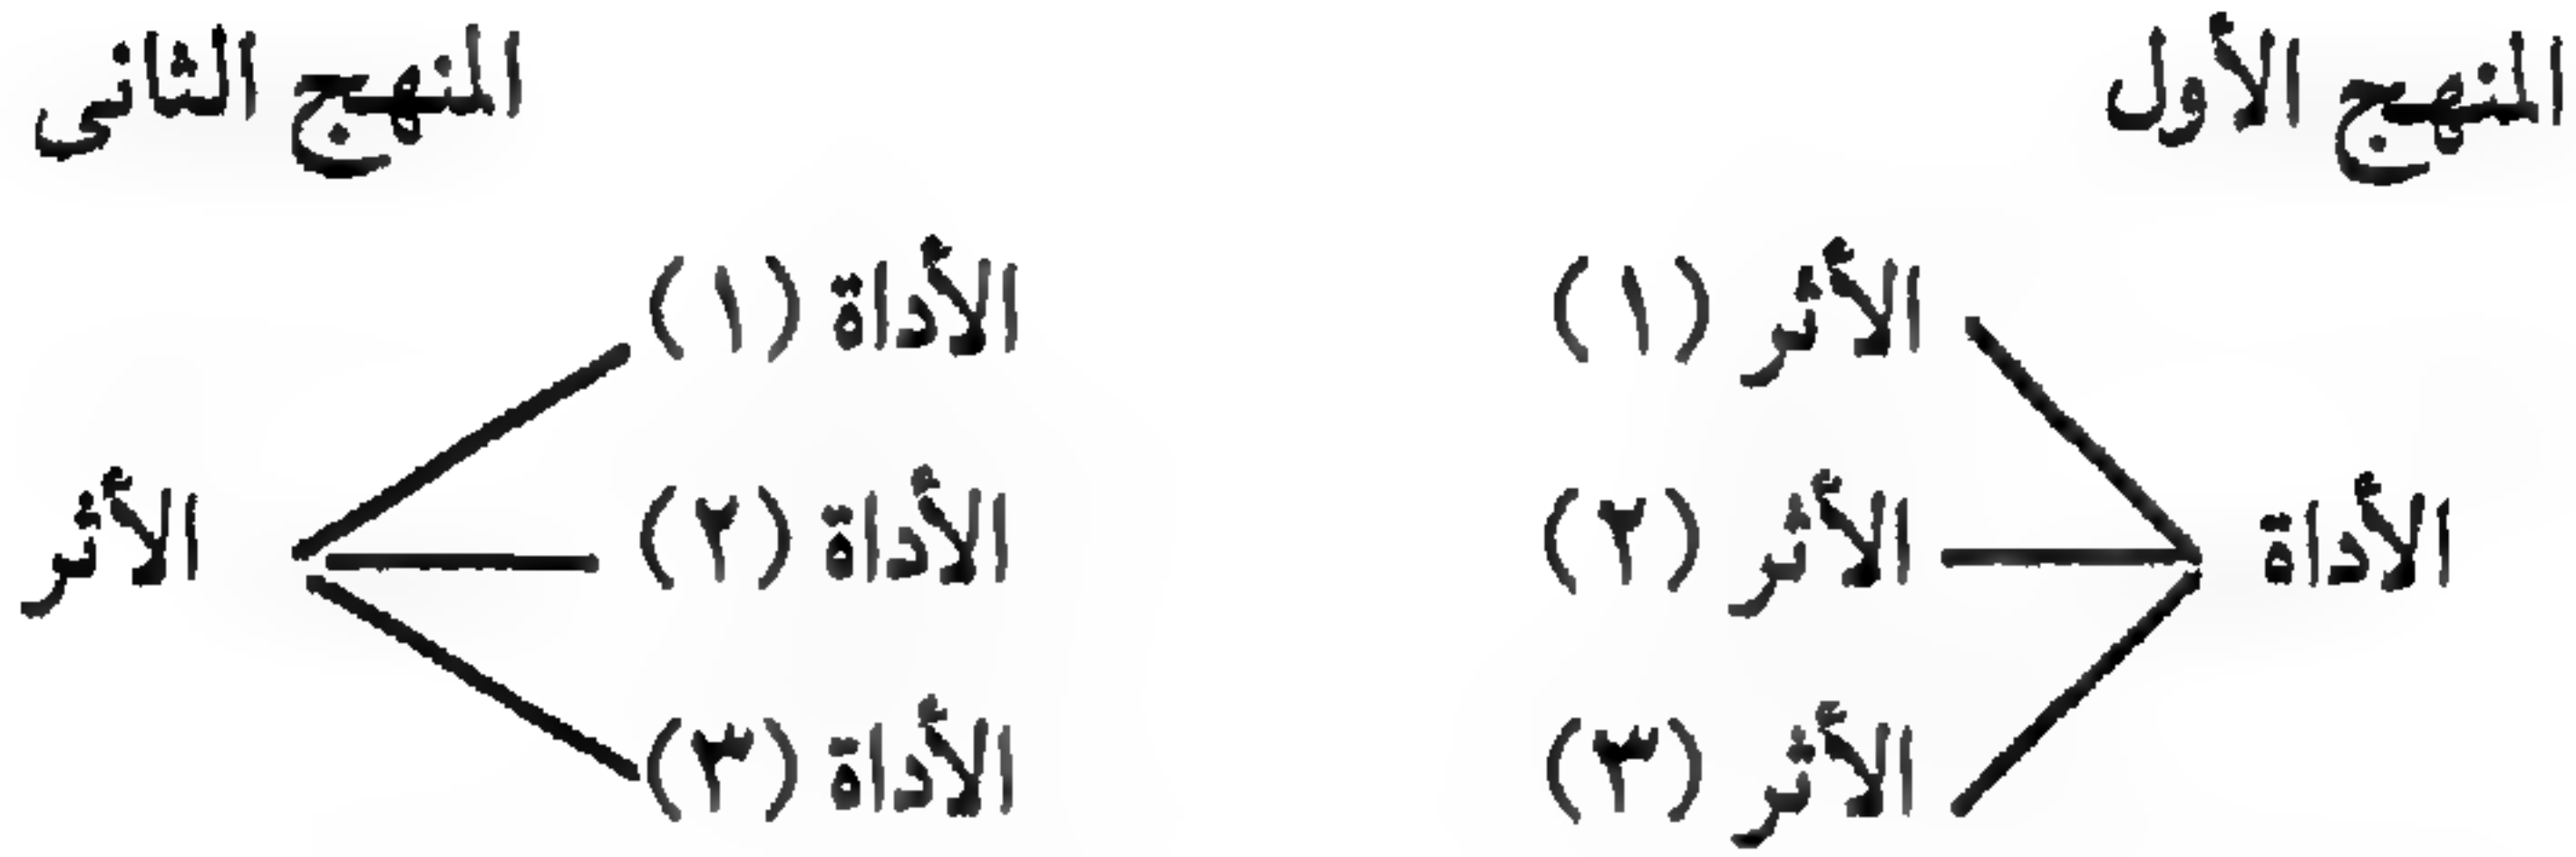 المنهج الأول
الأثر (١)
الأداة
الأثر (٢)
الأثر (٣)
المنهج الثانى
الأداة (١)
الأداة (٢)
الأثر
الأداة (٣)